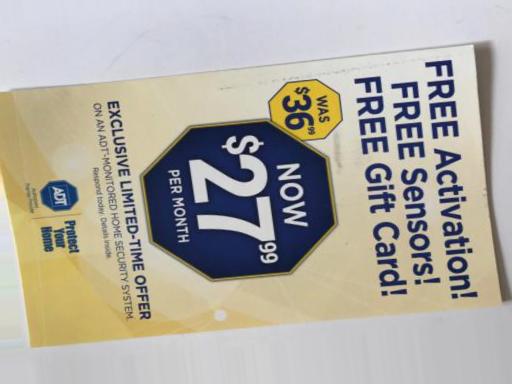 FREE Activation!
FREE Sensors!
FREE Gift Card!
WAS
$36.99
NOW
$27.99
PER MONTH
EXCLUSIVE LIMITED-TIME OFFER
ON AN ADT®-MONITORED HOME SECURITY SYSTEM.
Respond today. Details inside.
ADT
Protect
Your
Home